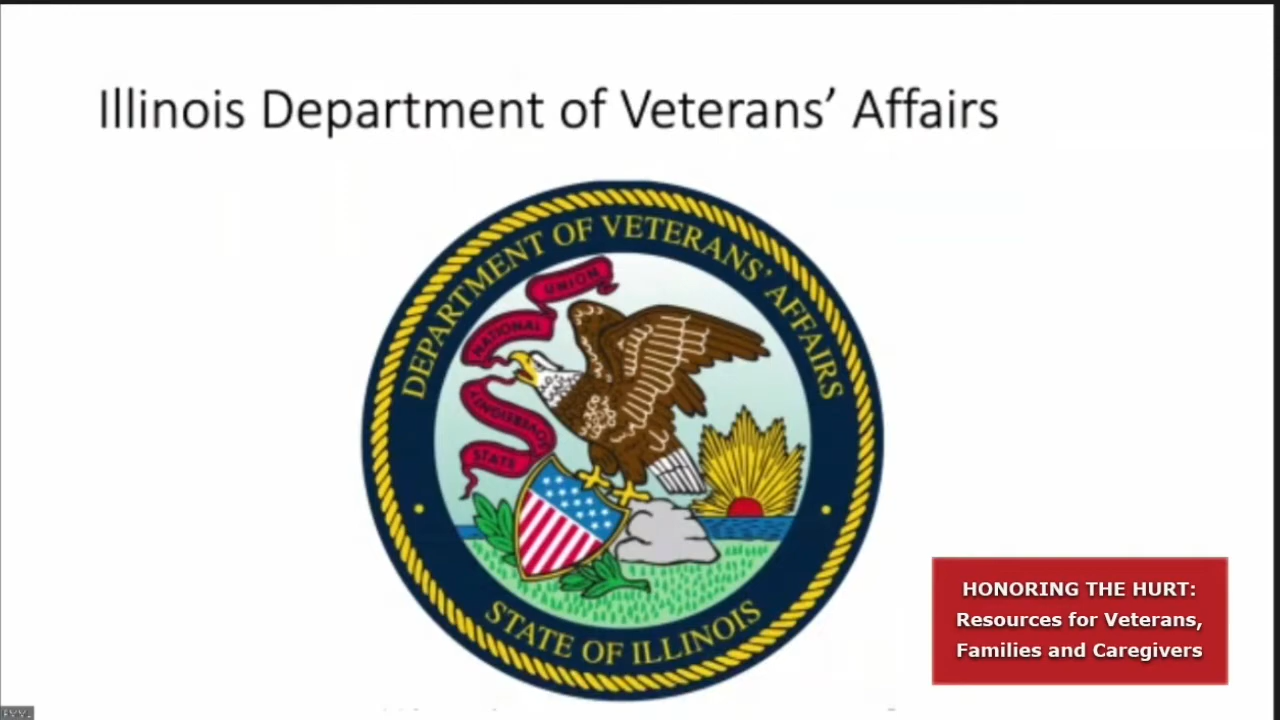 Illinois Department of Veterans’ Affairs
DEPARTMENT OF VETERANS’ AFFAIRS
UNION
NATIONAL
SOVEREIGNTY
STATE
STATE OF ILLINOIS
HONORING THE HURT:
Resources for Veterans,
Families and Caregivers